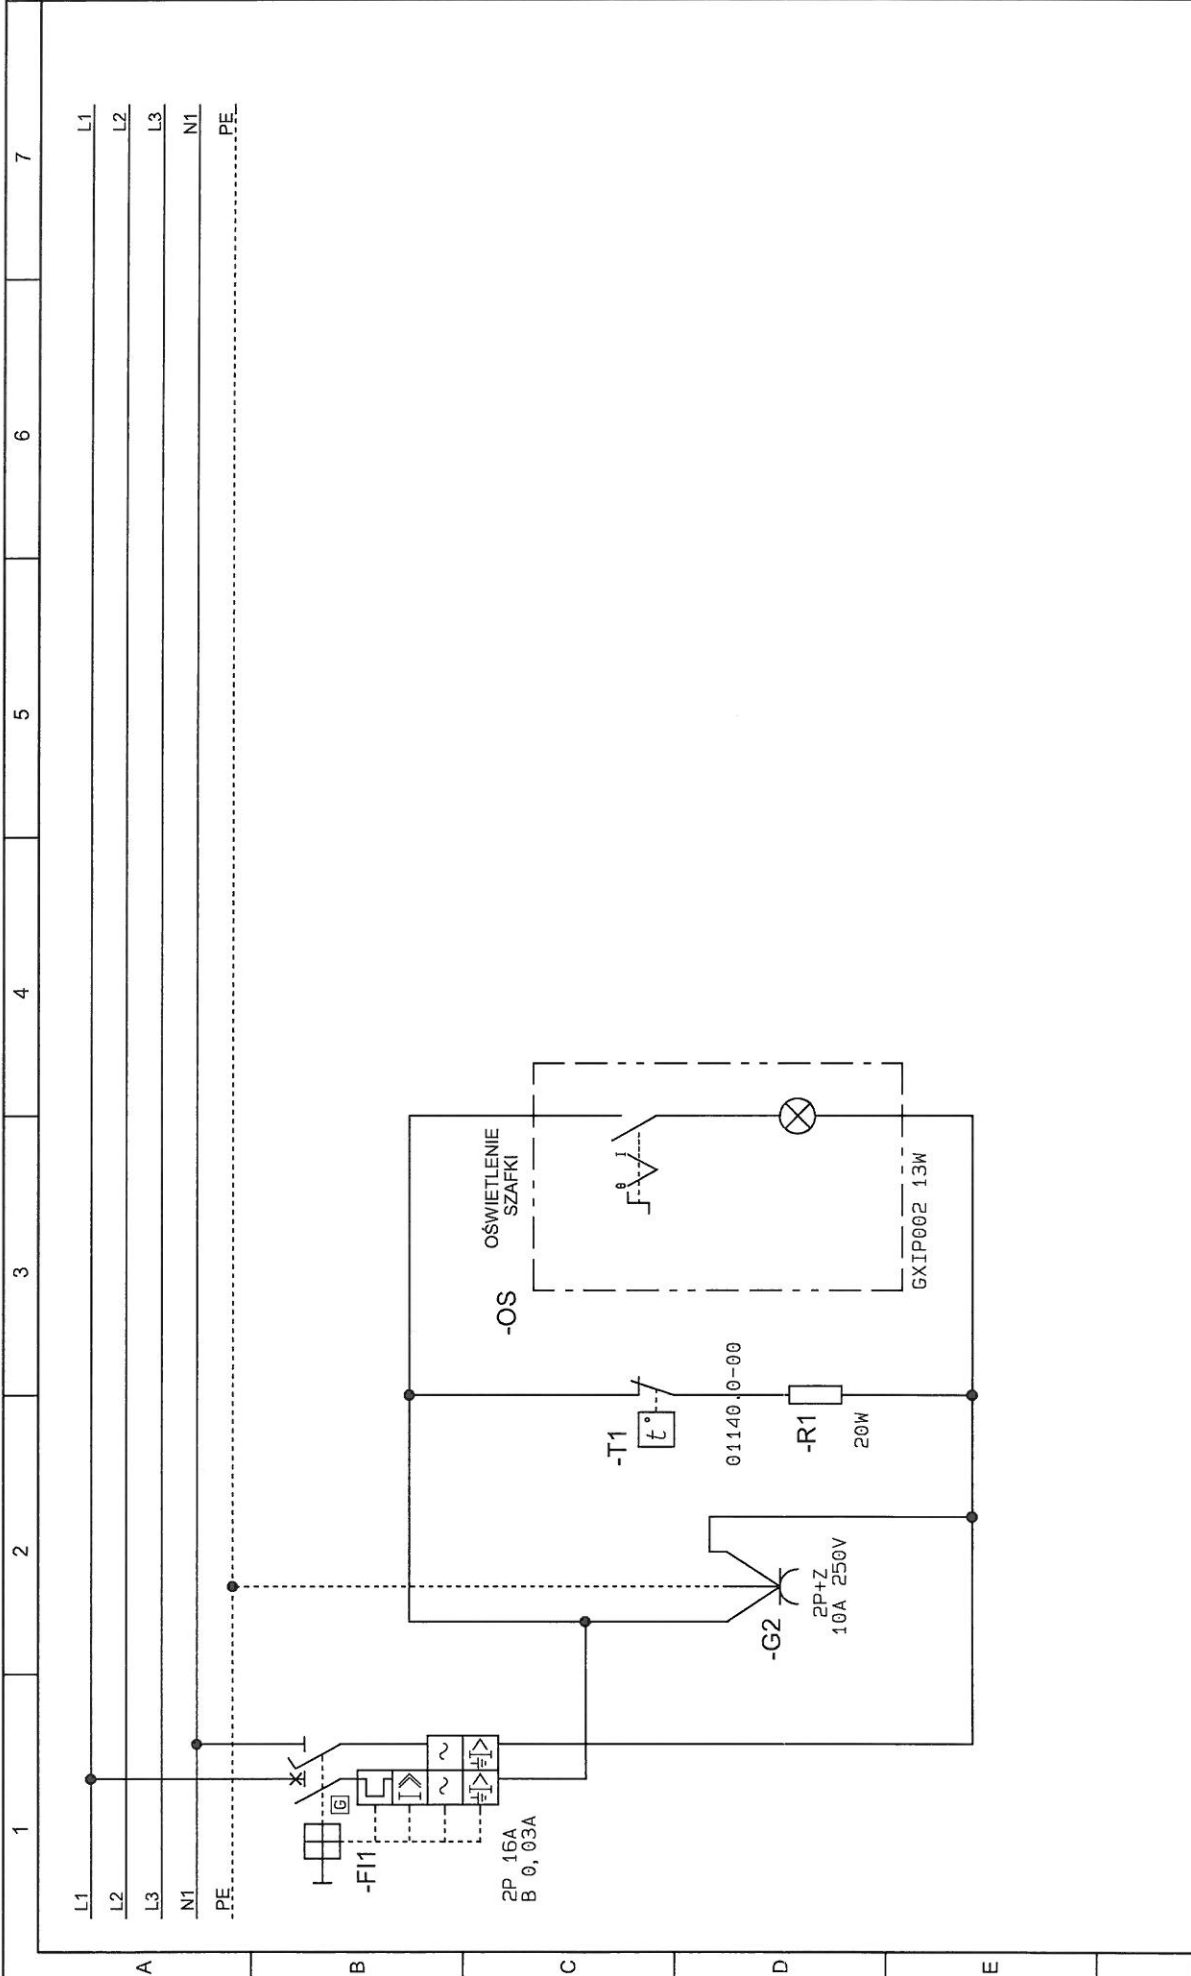 1
2
3
4
5
6
7
A
B
C
D
E
L1
L2
L3
N1
PE
L1
L2
L3
N1
PE
-FI1
G
2P 16A
B 0,03A
-G2
2P+Z
10A 250V
-T1
t°
01140.0-00
-R1
20W
-OS
OŚWIETLENIE
SZAFKI
0 I
GXIP002 13W